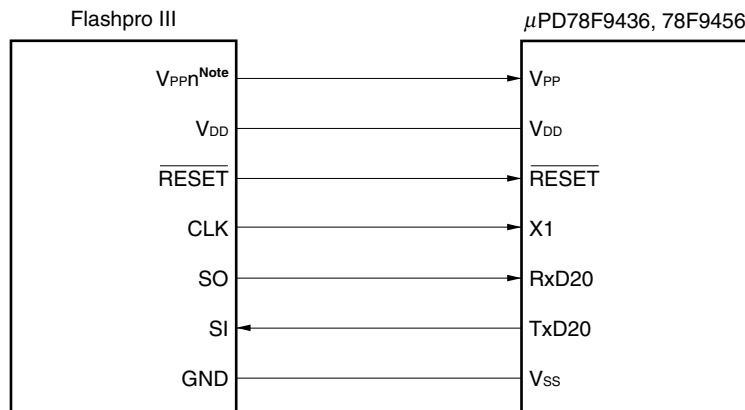 Flashpro III
μPD78F9436, 78F9456
VPPnNote
VPP
VDD
VDD
RESET
RESET
CLK
X1
SO
RxD20
SI
TxD20
GND
VSS